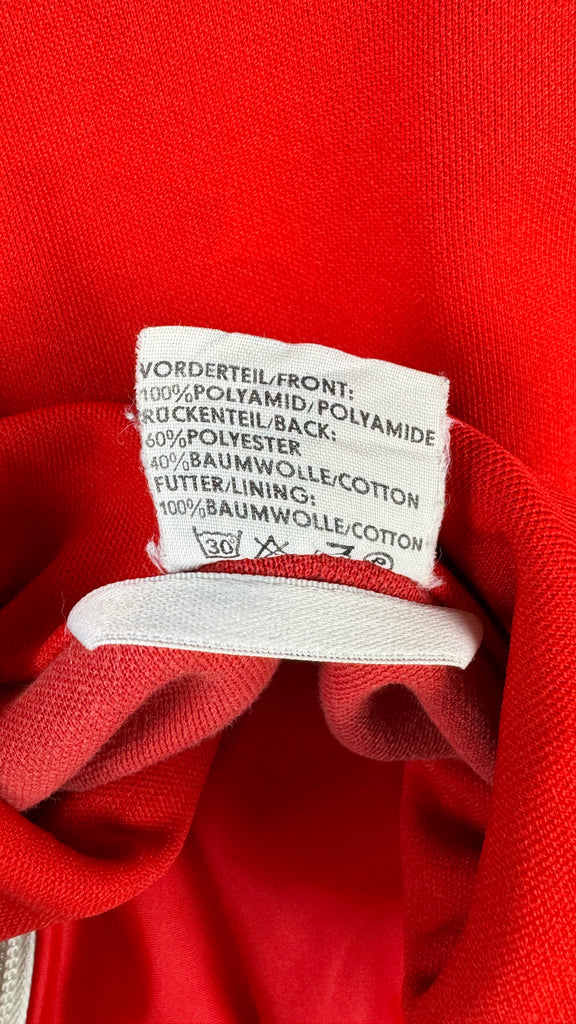 VORDERTEIL/FRONT:
100%POLYAMID/POLYAMIDE
RÜCKENTEIL/BACK:
60%POLYESTER
40%BAUMWOLLE/COTTON
FUTTER/LINING:
100%BAUMWOLLE/COTTON
30